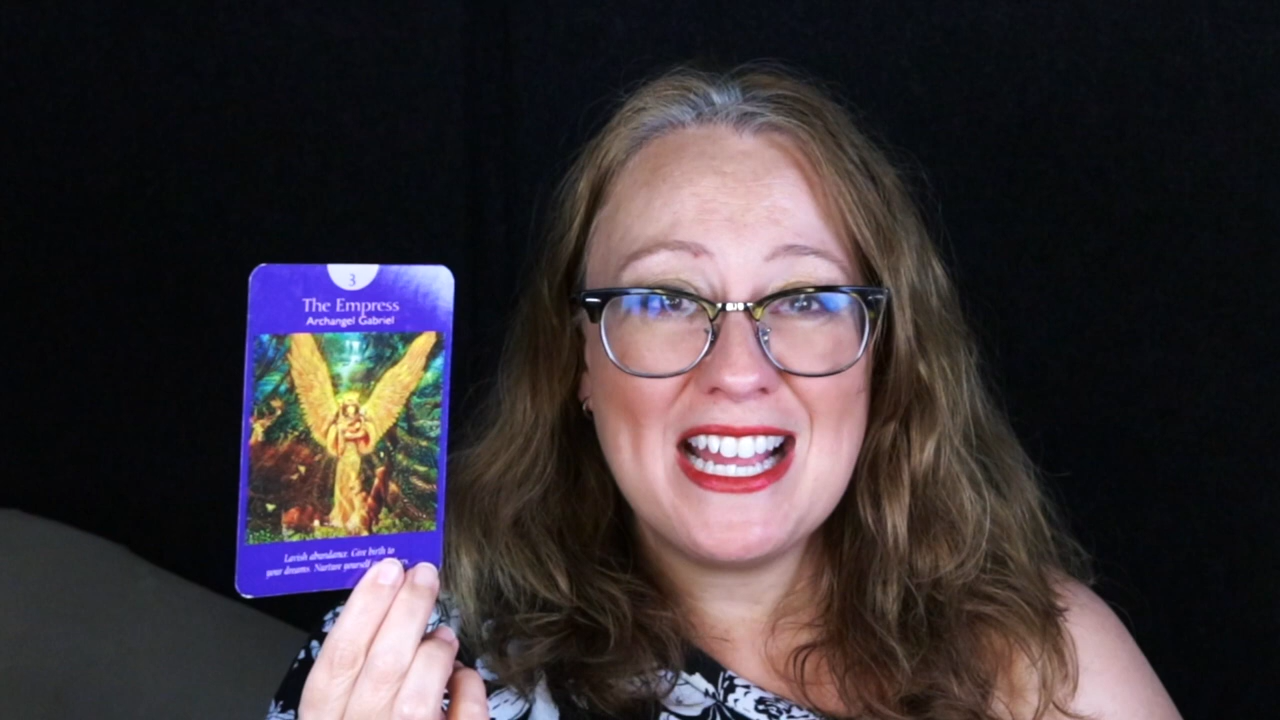 3
The Empress
Archangel Gabriel
Lavish abundance. Give birth to
your dreams. Nurture yourself